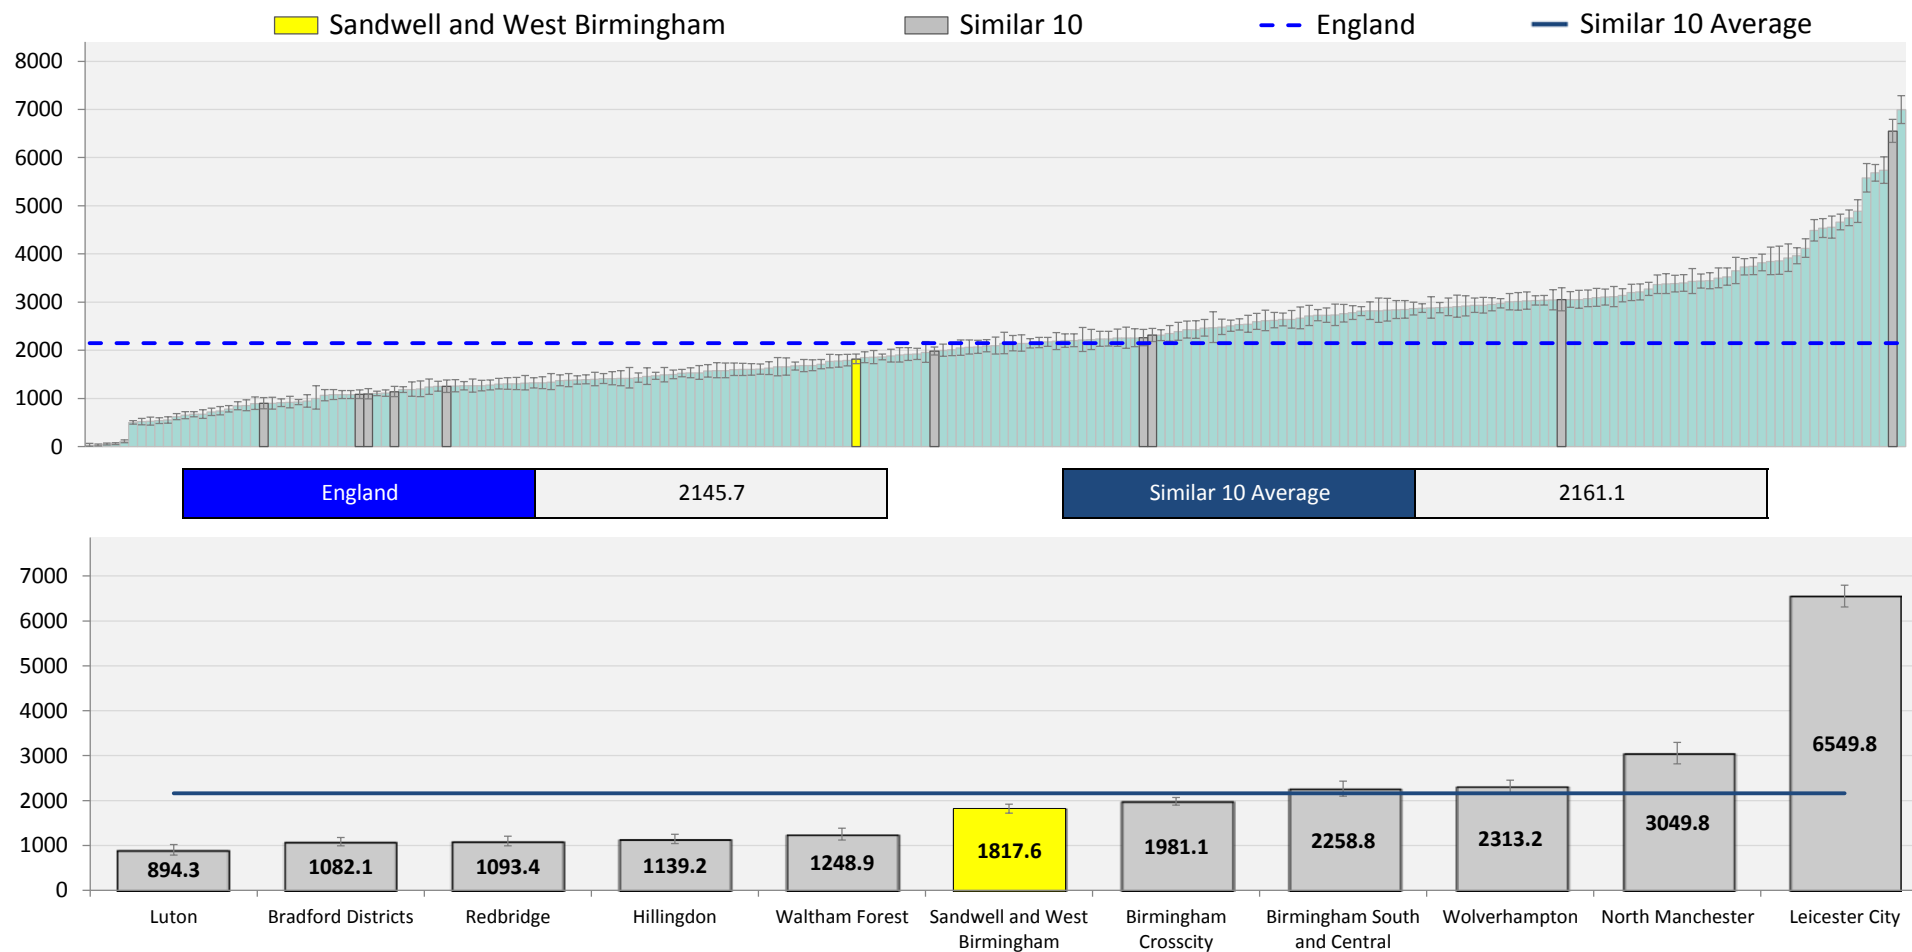 Sandwell and West Birmingham
Similar 10
England
Similar 10 Average
8000
7000
6000
5000
4000
3000
2000
1000
0
England
2145.7
Similar 10 Average
2161.1
7000
6000
5000
4000
3000
2000
1000
0
894.3
1082.1
1093.4
1139.2
1248.9
1817.6
1981.1
2258.8
2313.2
3049.8
6549.8
Luton
Bradford Districts
Redbridge
Hillingdon
Waltham Forest
Sandwell and West
Birmingham
Birmingham
Crosscity
Birmingham South
and Central
Wolverhampton
North Manchester
Leicester City